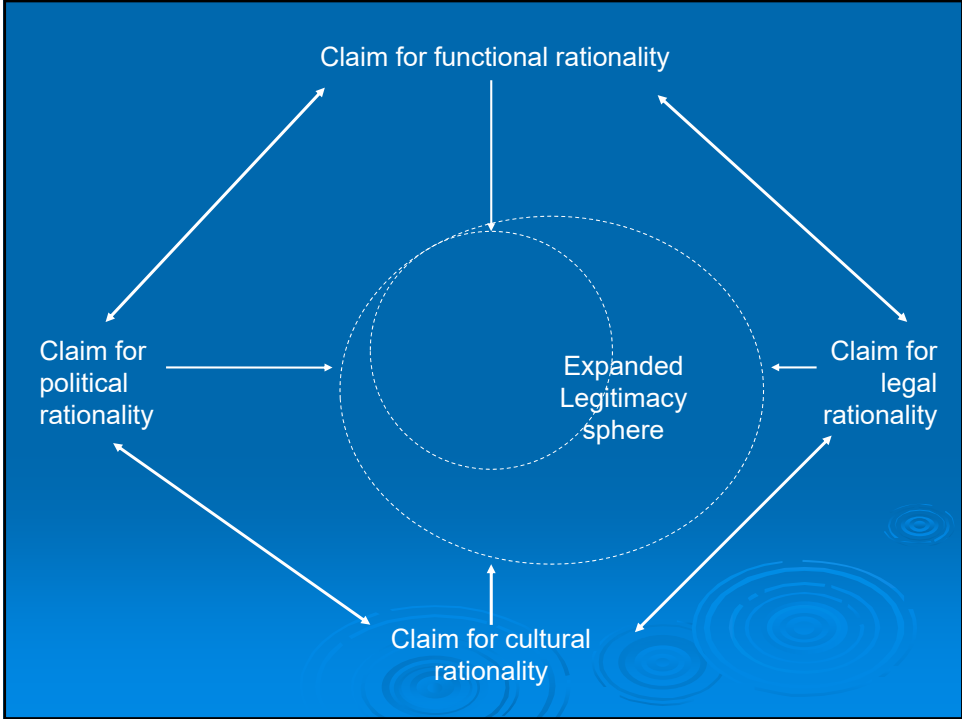 Claim for functional rationality
Claim for
political
rationality
Expanded
Legitimacy
sphere
Claim for
legal
rationality
Claim for cultural
rationality